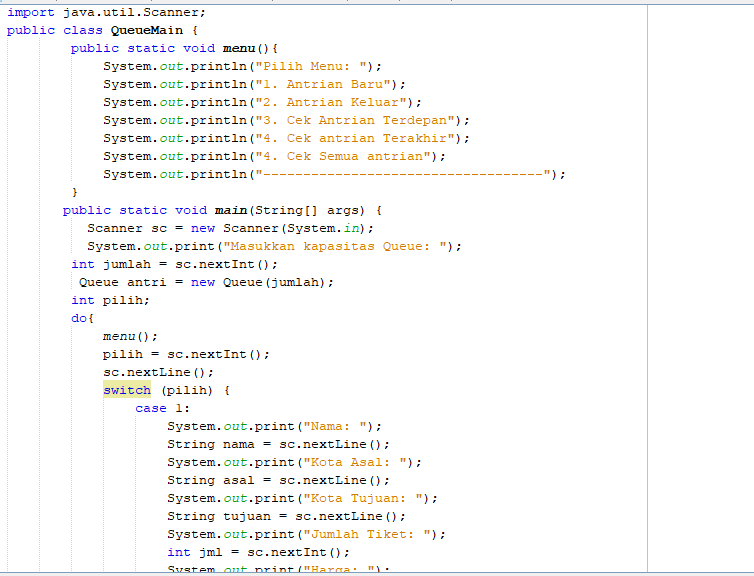 import java.util.Scanner;
public class QueueMain {
public static void menu(){
System.out.println("Pilih Menu: ");
System.out.println("1. Antrian Baru");
System.out.println("2. Antrian Keluar");
System.out.println("3. Cek Antrian Terdepan");
System.out.println("4. Cek antrian Terakhir");
System.out.println("4. Cek Semua antrian");
System.out.println("-----------------------------------");
}
public static void main(String[] args) {
Scanner sc = new Scanner(System.in);
System.out.print("Masukkan kapasitas Queue: ");
int jumlah = sc.nextInt();
Queue antri = new Queue(jumlah);
int pilih;
do{
menu();
pilih = sc.nextInt();
sc.nextLine();
switch (pilih) {
case 1:
System.out.print("Nama: ");
String nama = sc.nextLine();
System.out.print("Kota Asal: ");
String asal = sc.nextLine();
System.out.print("Kota Tujuan: ");
String tujuan = sc.nextLine();
System.out.print("Jumlah Tiket: ");
int jml = sc.nextInt();
System.out.print("Harga: ");